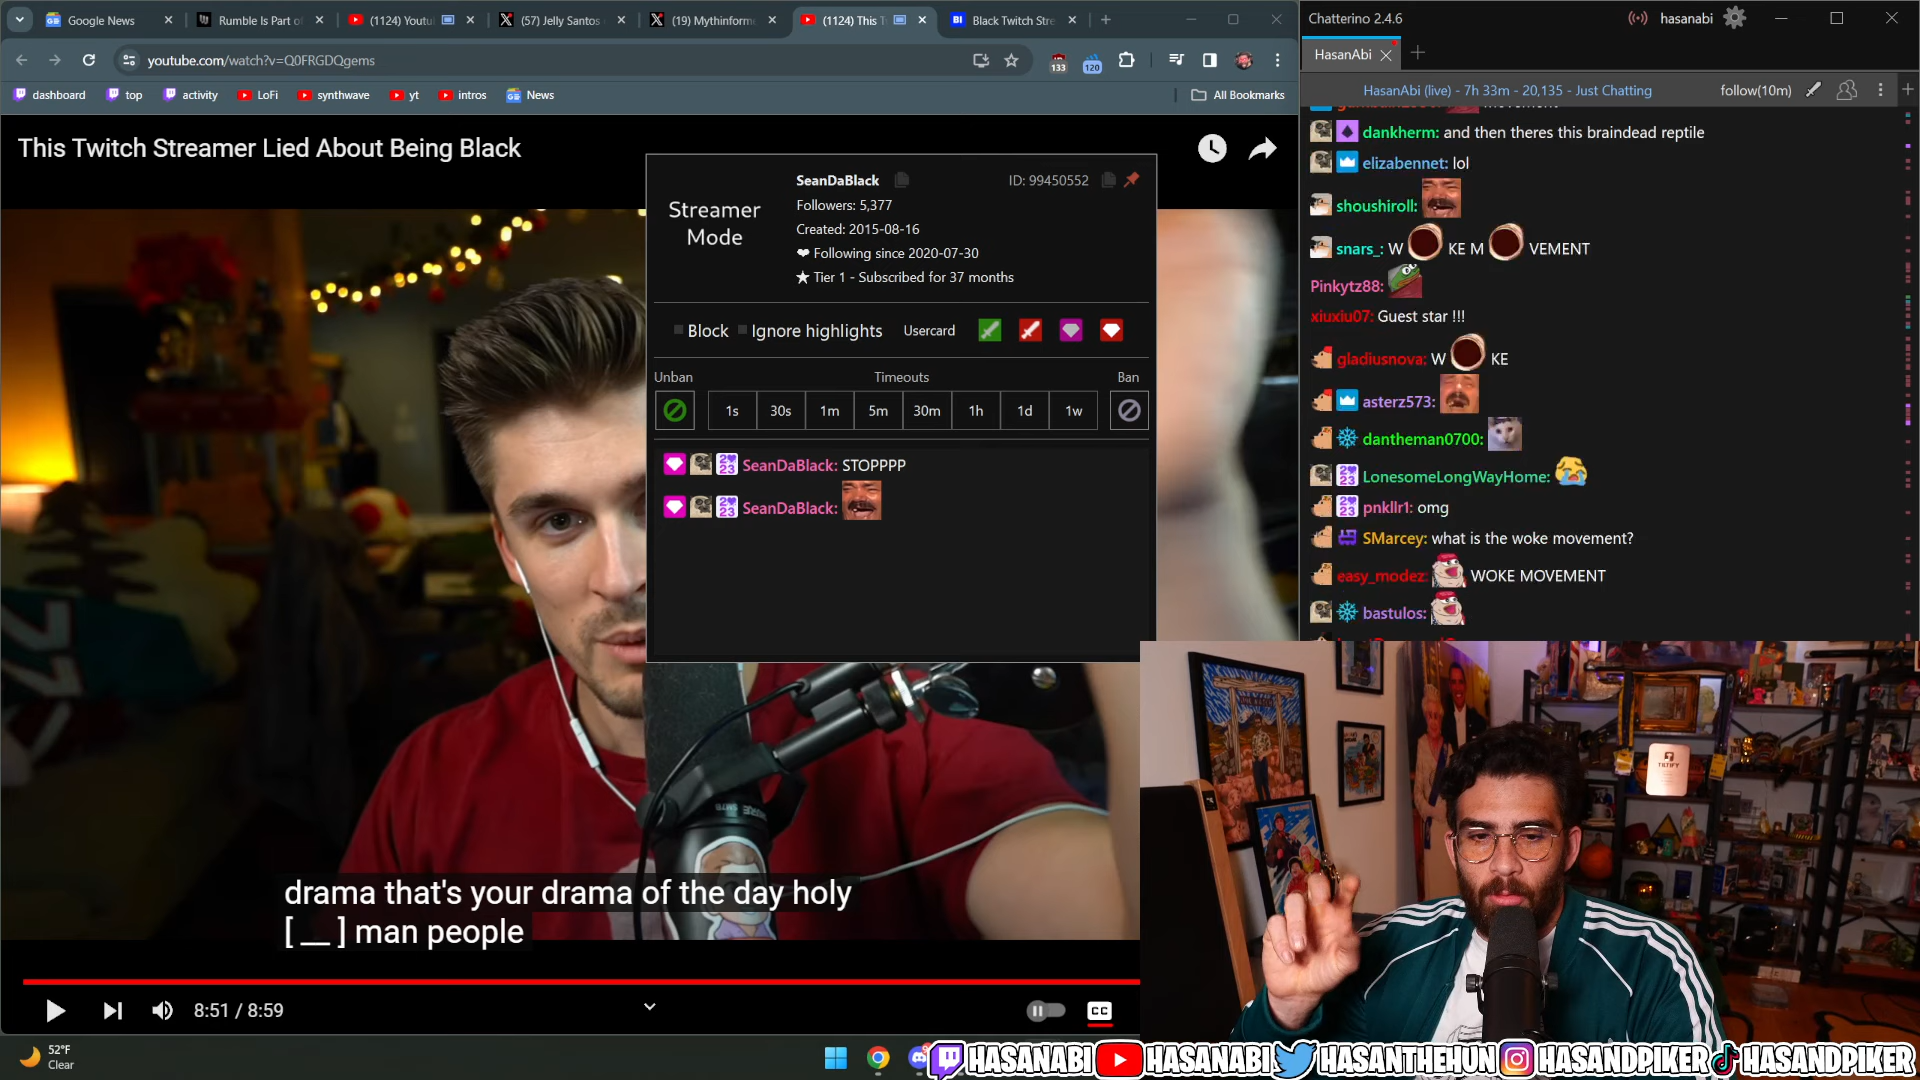 Google News
Rumble Is Part o
(1124) Youtu
(57) Jelly Santos
(19) Mythinform
(1124) This T
Black Twitch Stre
youtube.com/watch?v=Q0FRGDQgems
133
120
dashboard
top
activity
LoFi
synthwave
yt
intros
News
All Bookmarks
This Twitch Streamer Lied About Being Black
Streamer
Mode
SeanDaBlack
ID: 99450552
Followers: 5,377
Created: 2015-08-16
❤ Following since 2020-07-30
★ Tier 1 - Subscribed for 37 months
Block
Ignore highlights
Usercard
Unban
Timeouts
Ban
1s
30s
1m
5m
30m
1h
1d
1w
SeanDaBlack: STOPPPP
SeanDaBlack:
drama that's your drama of the day holy
[ __ ] man people
8:51 / 8:59
CC
52°F
Clear
Chatterino 2.4.6
hasanabi
HasanAbi
HasanAbi (live) - 7h 33m - 20,135 - Just Chatting
follow(10m)
dankherm: and then theres this braindead reptile
elizabennet: lol
shoushiroll:
snars_: W KE M VEMENT
Pinkytz88:
xiuxiu07: Guest star !!!
gladiusnova: W KE
asterz573:
dantheman0700:
LonesomeLongWayHome:
pnkllr1: omg
SMarcey: what is the woke movement?
easy_modez: WOKE MOVEMENT
bastulos:
TILTIFY
HASANABI HASANABI HASANTHEHUN HASANDPIKER HASANDPIKER